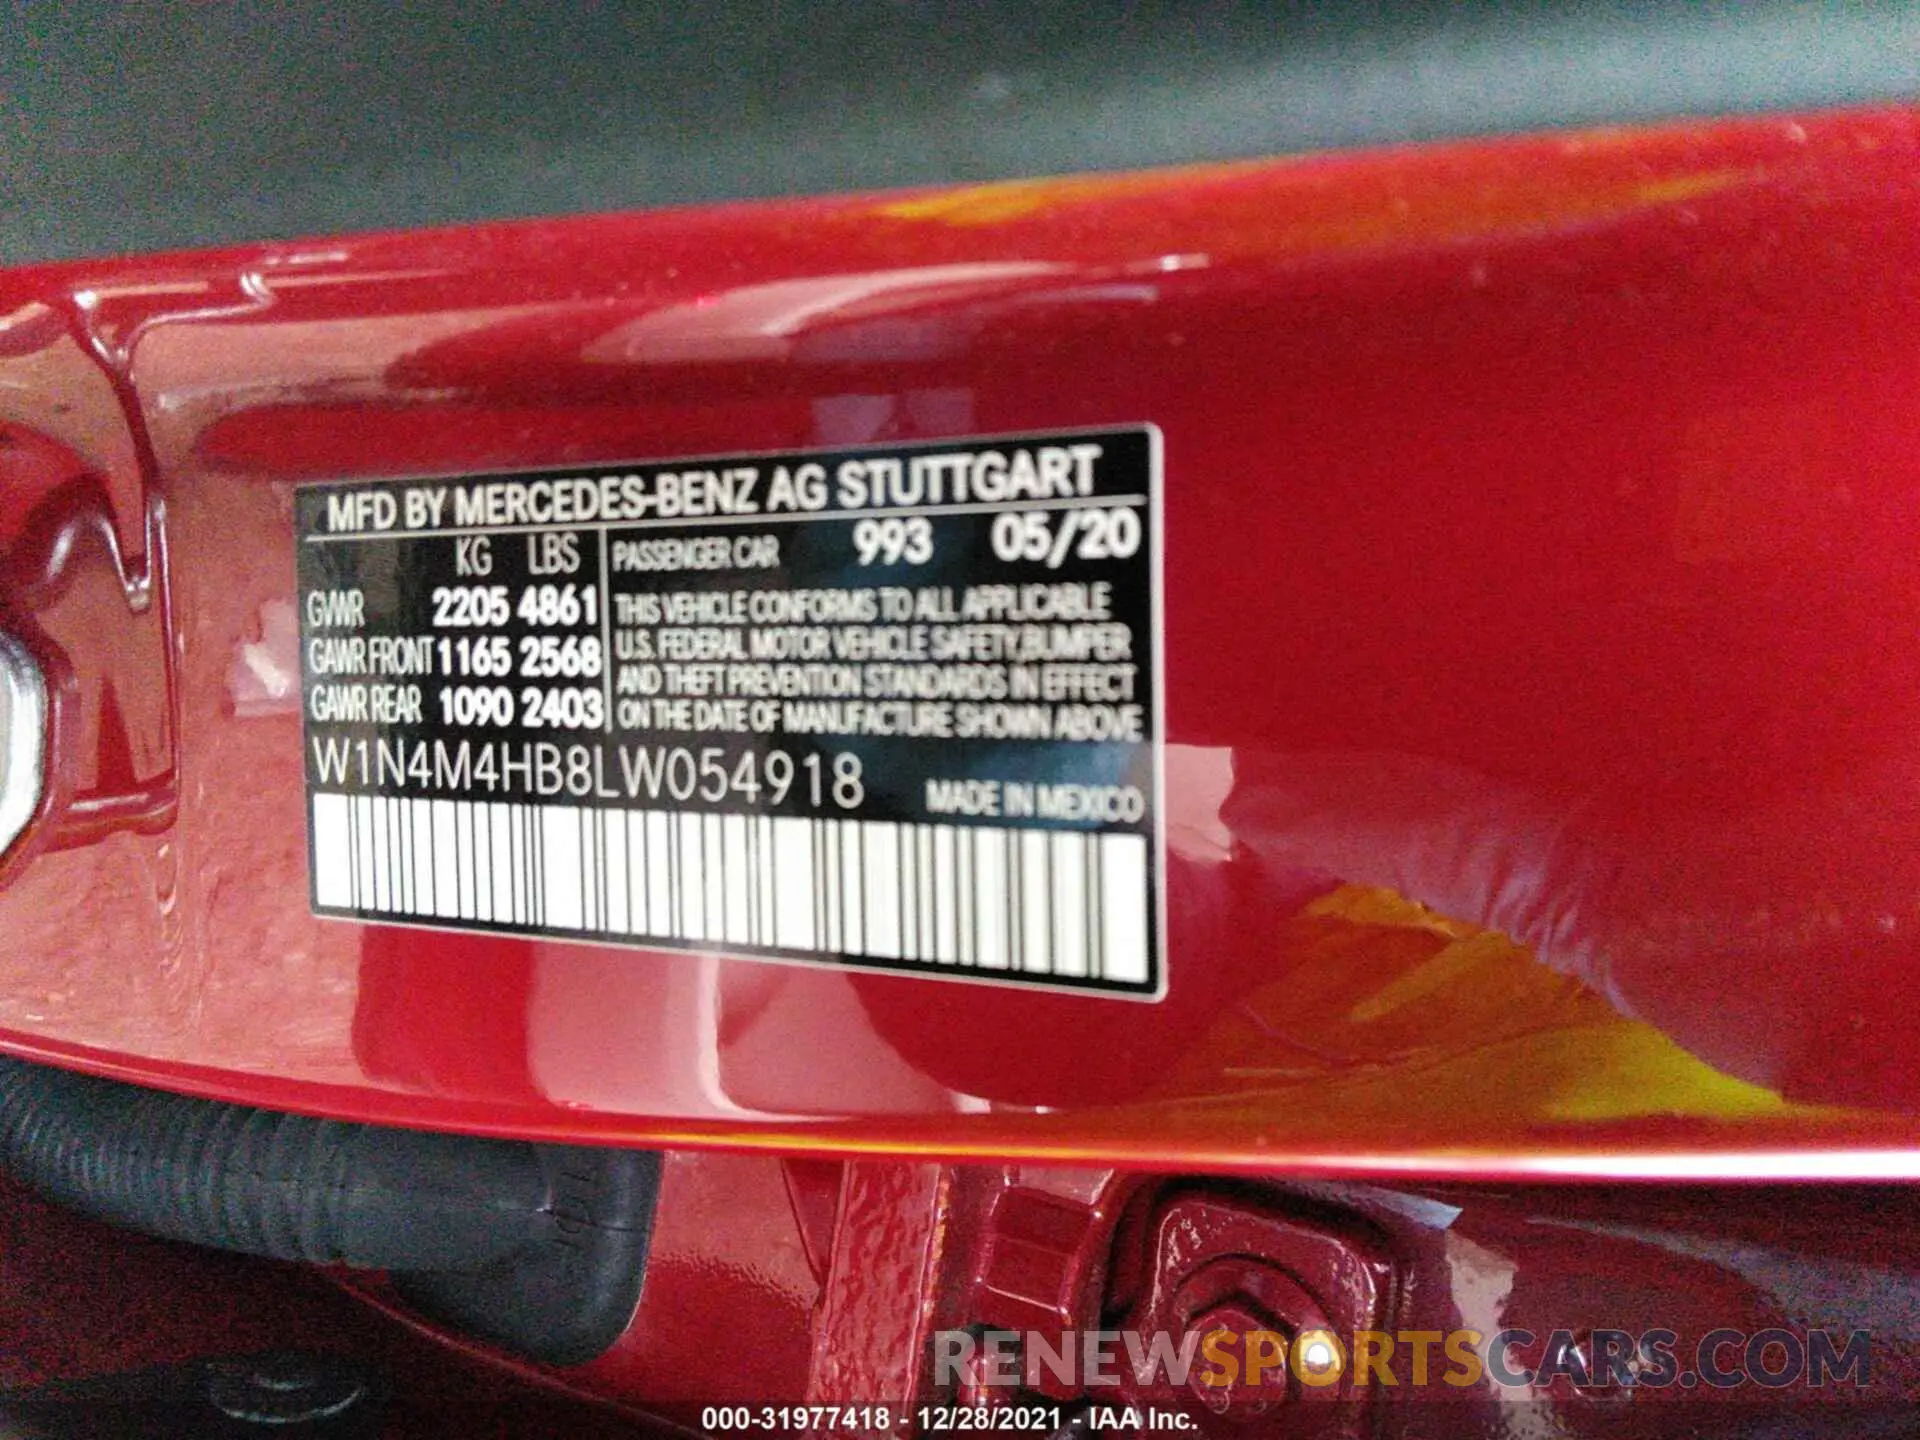 MFD BY MERCEDES-BENZ AG STUTTGART
KG LBS
GVWR 2205 4861
GAWR FRONT 1165 2568
GAWR REAR 1090 2403
PASSENGER CAR 993 05/20
THIS VEHICLE CONFORMS TO ALL APPLICABLE
U.S. FEDERAL MOTOR VEHICLE SAFETY,BUMPER
AND THEFT PREVENTION STANDARDS IN EFFECT
ON THE DATE OF MANUFACTURE SHOWN ABOVE
W1N4M4HB8LW054918
MADE IN MEXICO
RENEWSPORTSCARS.COM
000-31977418 - 12/28/2021 - IAA Inc.